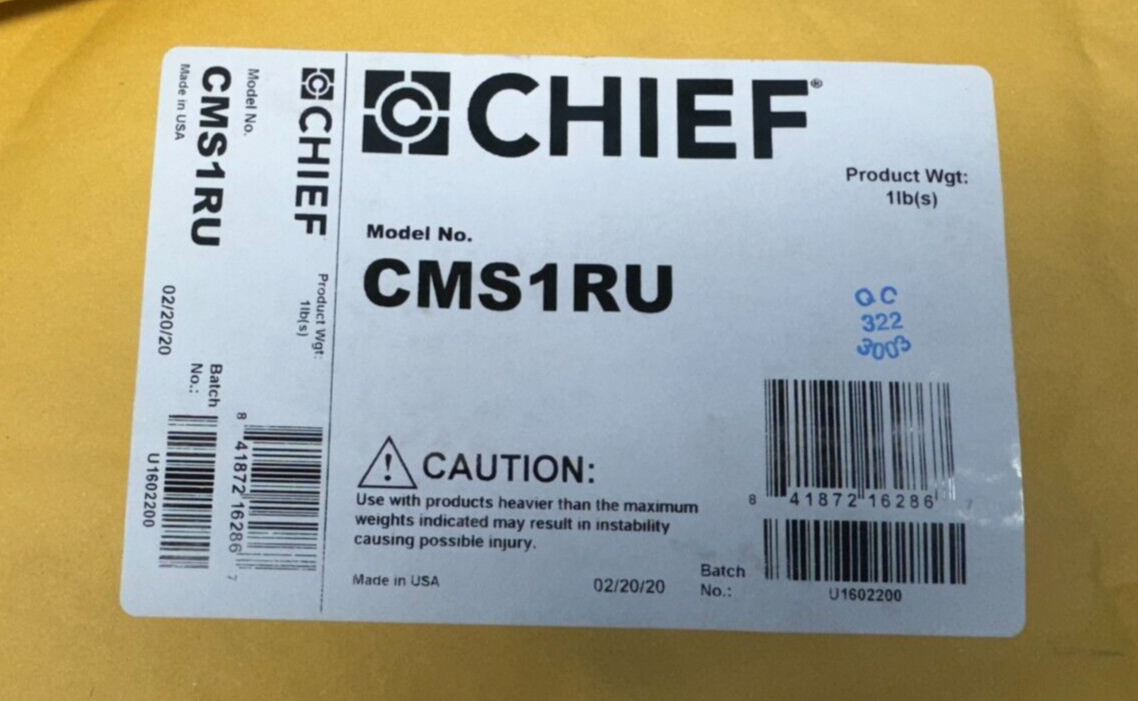 CHIEF®
Product Wgt:
1lb(s)
Model No.
CMS1RU
QC
322
3003
CAUTION:
Use with products heavier than the maximum
weights indicated may result in instability
causing possible injury.
8 41872 16286 7
Made in USA
02/20/20
Batch
No.:
U1602200
CHIEF
Product Wgt:
1lb(s)
Model No.
CMS1RU
Made in USA
02/20/20
Batch
No.:
8 41872 16286 7
U1602200